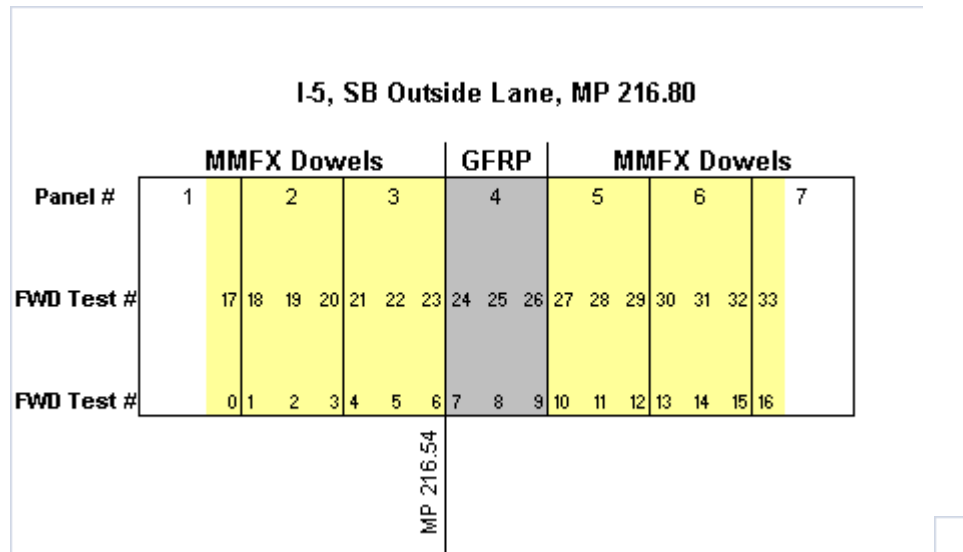 I-5, SB Outside Lane, MP 216.80
MMFX Dowels GFRP MMFX Dowels
Panel # 1 2 3 4 5 6 7
FWD Test # 17 18 19 20 21 22 23 24 25 26 27 28 29 30 31 32 33
FWD Test # 0 1 2 3 4 5 6 7 8 9 10 11 12 13 14 15 16
MP 216.54